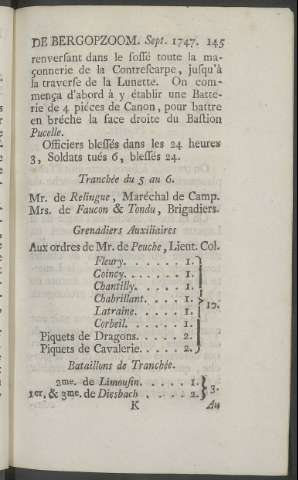 DE BERGOPZOOM. Sept. 1747. 145
renversant dans le fossé toute la ma-
çonnerie de la Contrescarpe, jusqu'à
la traverse de la Lunette. On com-
mença d'abord à y établir une Batte-
rie de 4 piéces de Canon, pour battre
en bréche la face droite du Bastion
Pucelle.
Officiers blessés dans les 24 heures
3, Soldats tués 6, blessés 24.
Tranchée du 5 au 6.
Mr. de Relingue, Maréchal de Camp.
Mrs. de Faucon & Tondu, Brigadiers.
Grenadiers Auxiliaires
Aux ordres de Mr. de Peuche, Lieut. Col.
Fleury. . . . . . 1.
Coincy. . . . . . 1.
Chantilly. . . . . 1.
Chabrillant. . . . 1.
Latraine. . . . . 1.
Corbeil. . . . . . 1.
Piquets de Dragons. . . . . 2.
Piquets de Cavalerie. . . . . 2.
10.
Bataillons de Tranchée.
2me. de Limousin. . . . . . 1.
1er, & 3me. de Diesbach . . . . . 2.
3.
K Au